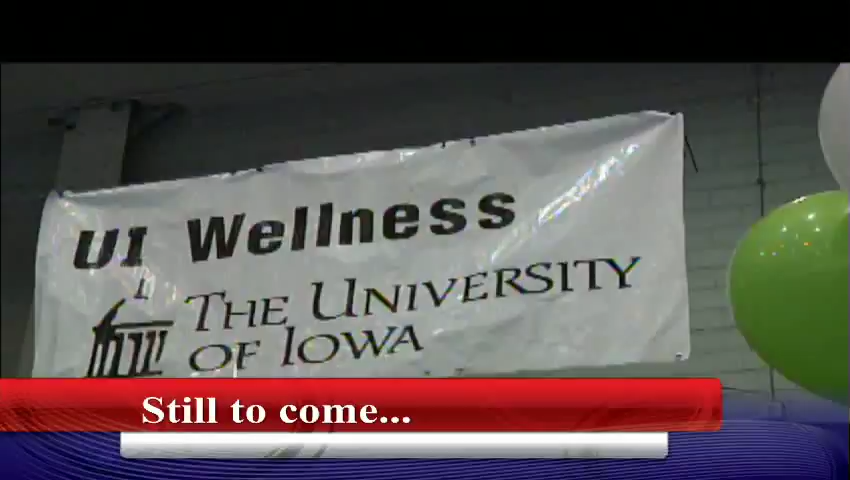 UI Wellness
THE UNIVERSITY
OF IOWA
Still to come...